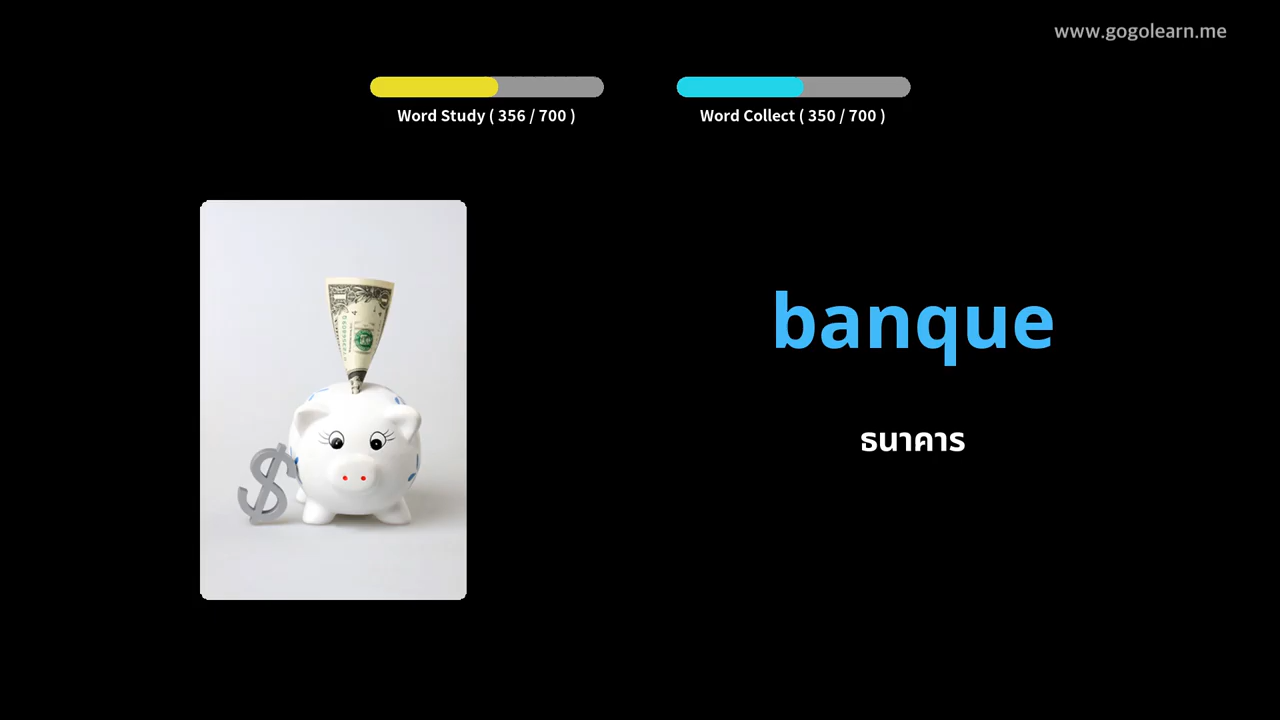 www.gogolearn.me
Word Study ( 356 / 700 )
Word Collect ( 350 / 700 )
banque
ธนาคาร
$